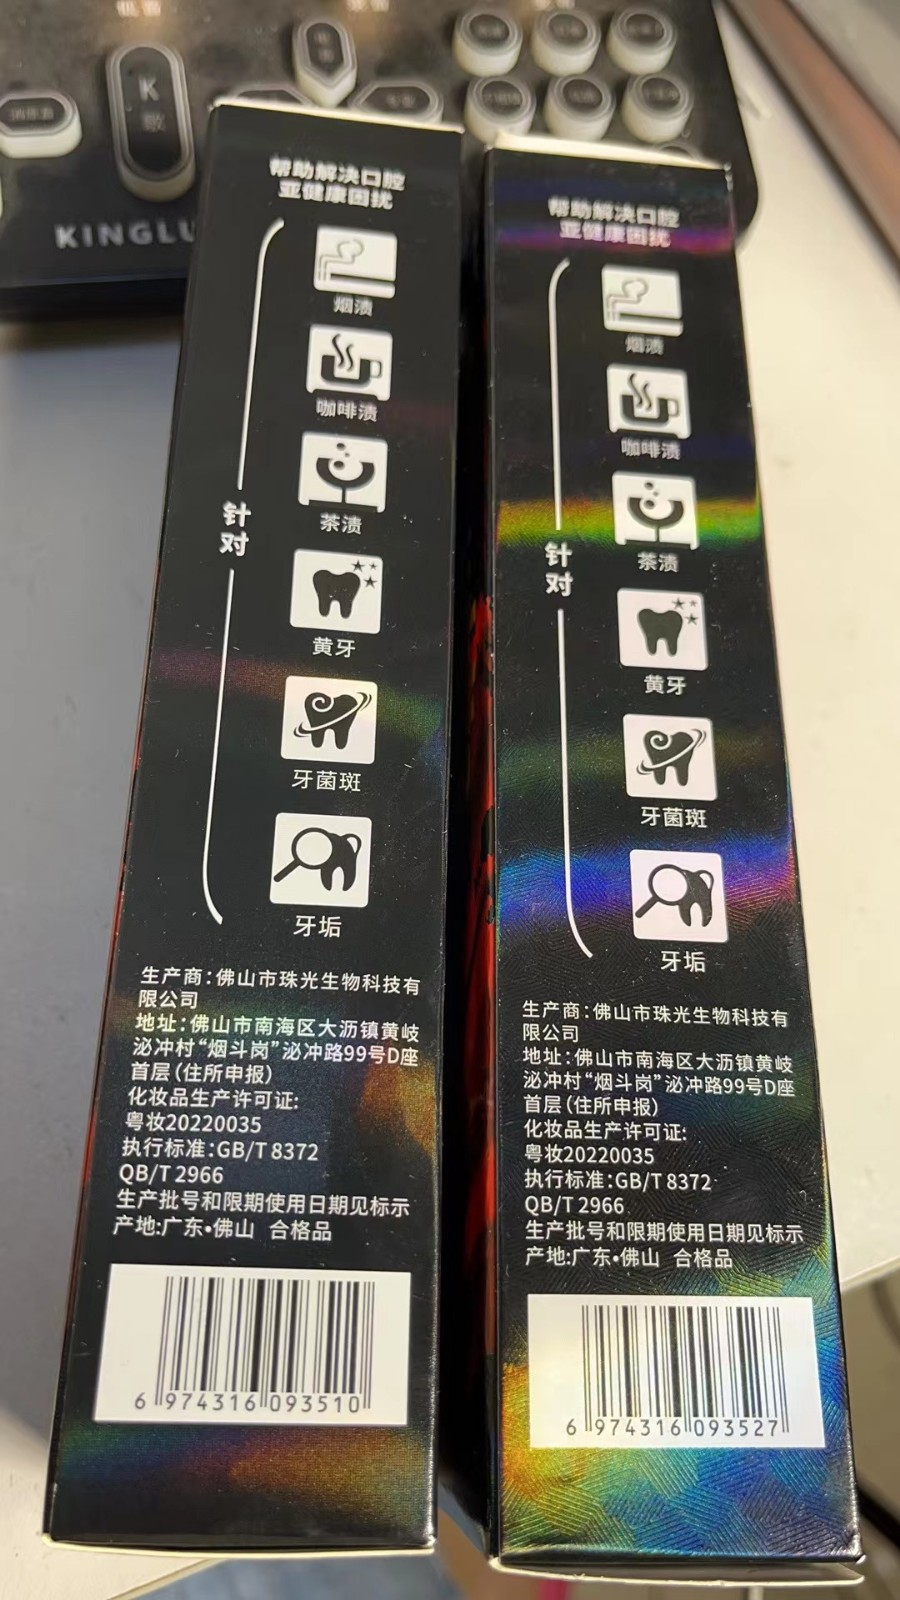 K
KINGLU
帮助解决口腔
亚健康困扰
烟渍
咖啡渍
茶渍
针对
黄牙
牙菌斑
牙垢
生产商：佛山市珠光生物科技有
限公司
地址：佛山市南海区大沥镇黄岐
泌冲村“烟斗岗”泌冲路99号D座
首层（住所申报）
化妆品生产许可证:
粤妆20220035
执行标准：GB/T 8372
QB/T 2966
生产批号和限期使用日期见标示
产地:广东•佛山 合格品
6 974316 093510
帮助解决口腔
亚健康困扰
烟渍
咖啡渍
茶渍
针对
黄牙
牙菌斑
牙垢
生产商：佛山市珠光生物科技有
限公司
地址：佛山市南海区大沥镇黄岐
泌冲村“烟斗岗”泌冲路99号D座
首层（住所申报）
化妆品生产许可证:
粤妆20220035
执行标准：GB/T 8372
QB/T 2966
生产批号和限期使用日期见标示
产地:广东•佛山 合格品
6 974316 093527